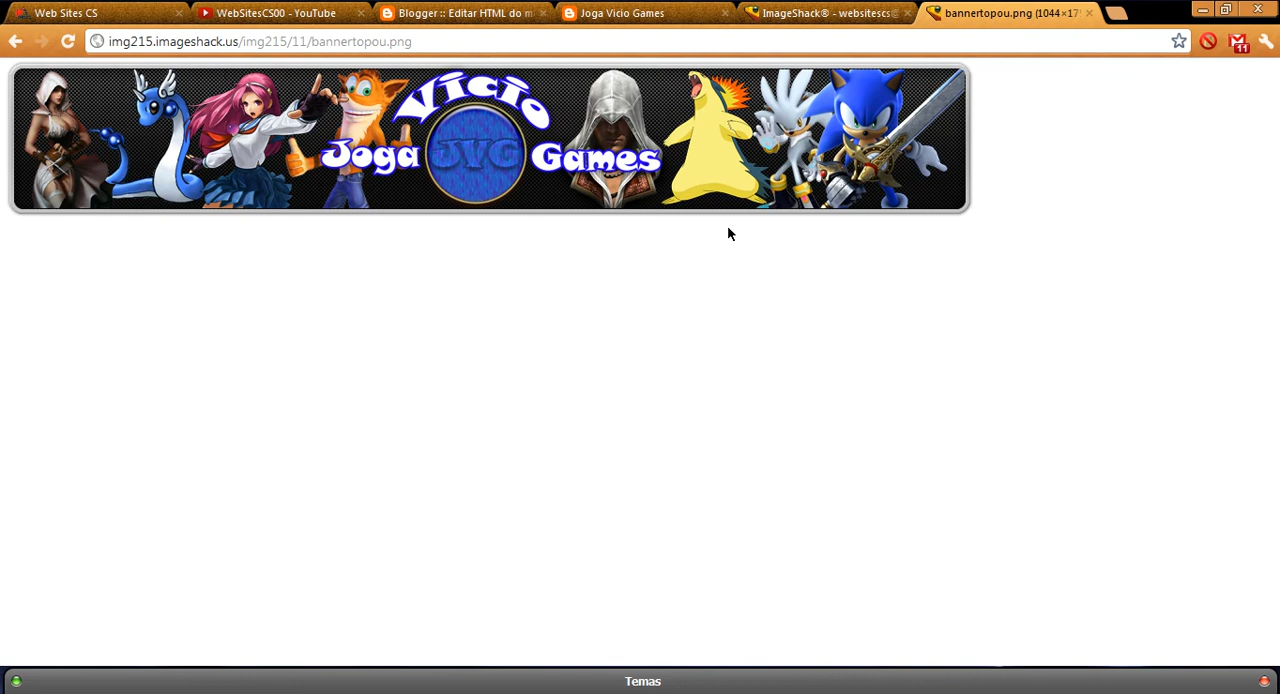 Web Sites CS
WebSitesCS00 - YouTube
Blogger :: Editar HTML do m
Joga Vicio Games
ImageShack® - websitescs@
bannertopou.png (1044×17
img215.imageshack.us/img215/11/bannertopou.png
11
Vicio
Joga JVG Games
Temas